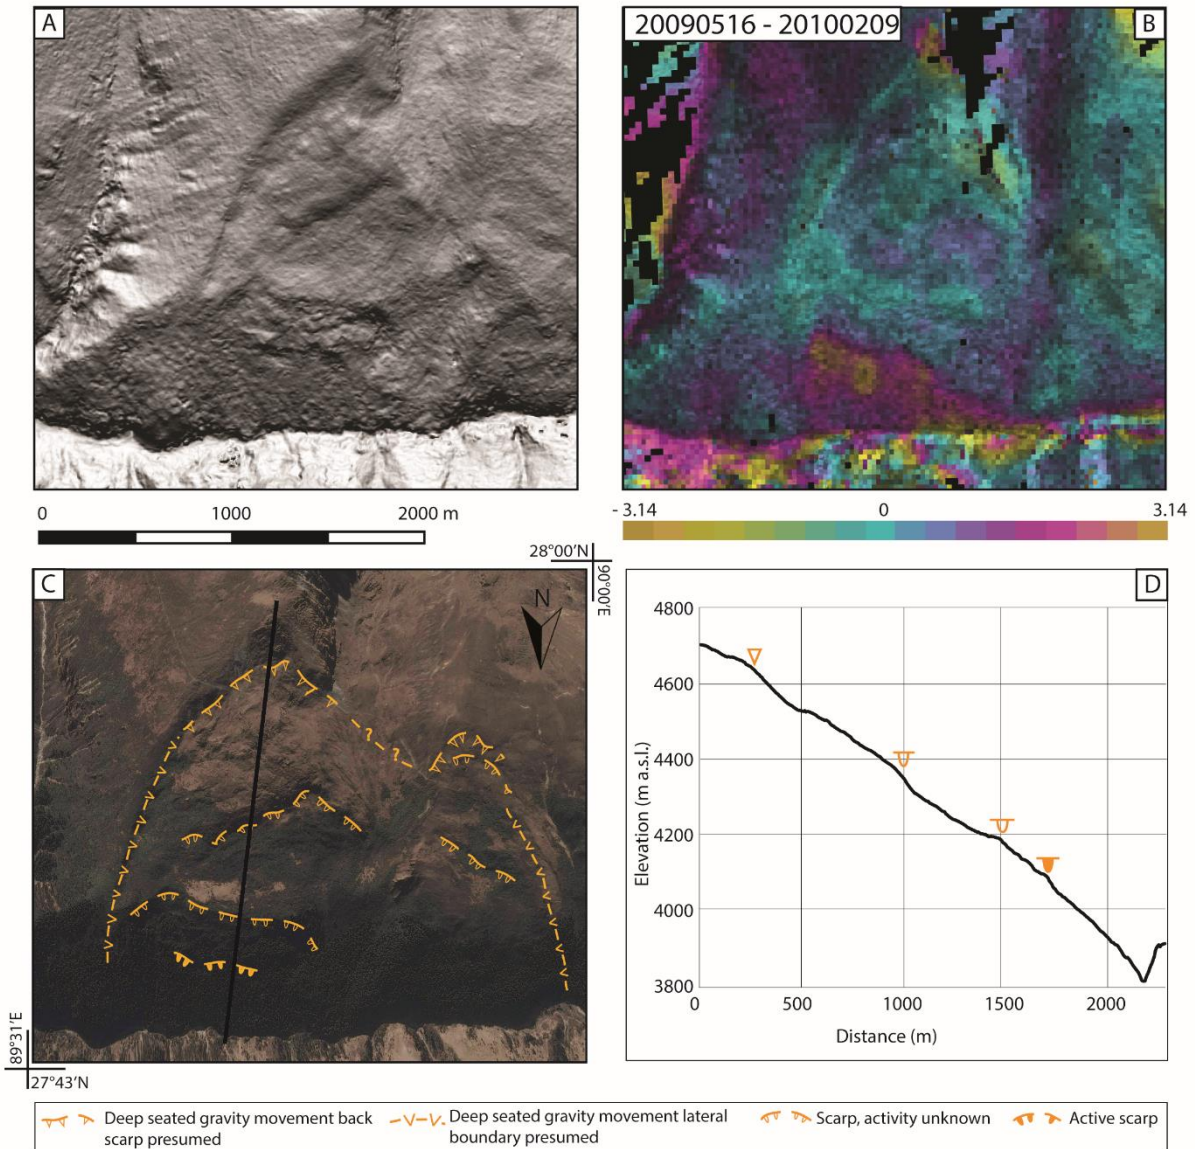 A
20090516 - 20100209
B
0 1000 2000 m
- 3.14 0 3.14
28°00'N
90°00'E
C
N
? ?
89°31'E
27°43'N
D
4800
4600
4400
4200
4000
3800
Elevation (m a.s.l.)
0 500 1000 1500 2000
Distance (m)
Deep seated gravity movement back
scarp presumed
Deep seated gravity movement lateral
boundary presumed
Scarp, activity unknown
Active scarp